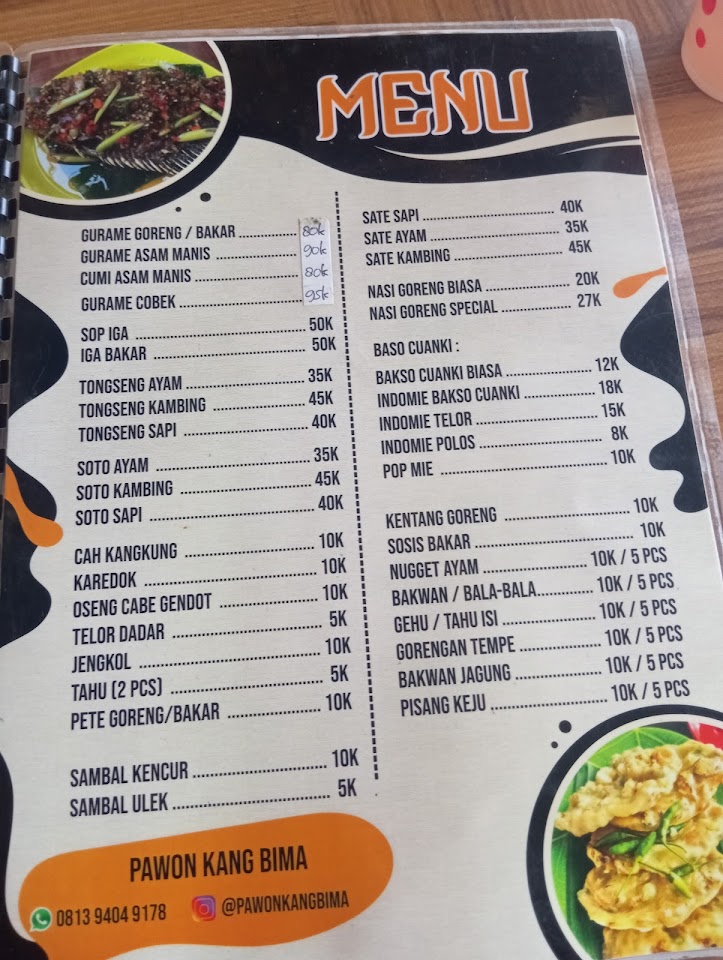 MENU
GURAME GORENG / BAKAR ........ 80k
GURAME ASAM MANIS ........ 90k
CUMI ASAM MANIS ........ 80k
GURAME COBEK ........ 95k
SOP IGA ........ 50K
IGA BAKAR ........ 50K
TONGSENG AYAM ........ 35K
TONGSENG KAMBING ........ 45K
TONGSENG SAPI ........ 40K
SOTO AYAM ........ 35K
SOTO KAMBING ........ 45K
SOTO SAPI ........ 40K
CAH KANGKUNG ........ 10K
KAREDOK ........ 10K
OSENG CABE GENDOT ........ 10K
TELOR DADAR ........ 5K
JENGKOL ........ 10K
TAHU (2 PCS) ........ 5K
PETE GORENG/BAKAR ........ 10K
SAMBAL KENCUR ........ 10K
SAMBAL ULEK ........ 5K
SATE SAPI ........ 40K
SATE AYAM ........ 35K
SATE KAMBING ........ 45K
NASI GORENG BIASA ........ 20K
NASI GORENG SPECIAL ........ 27K
BASO CUANKI :
BAKSO CUANKI BIASA ........ 12K
INDOMIE BAKSO CUANKI ........ 18K
INDOMIE TELOR ........ 15K
INDOMIE POLOS ........ 8K
POP MIE ........ 10K
KENTANG GORENG ........ 10K
SOSIS BAKAR ........ 10K
NUGGET AYAM ........ 10K / 5 PCS
BAKWAN / BALA-BALA ........ 10K / 5 PCS
GEHU / TAHU ISI ........ 10K / 5 PCS
GORENGAN TEMPE ........ 10K / 5 PCS
BAKWAN JAGUNG ........ 10K / 5 PCS
PISANG KEJU ........ 10K / 5 PCS
PAWON KANG BIMA
0813 9404 9178 @PAWONKANGBIMA